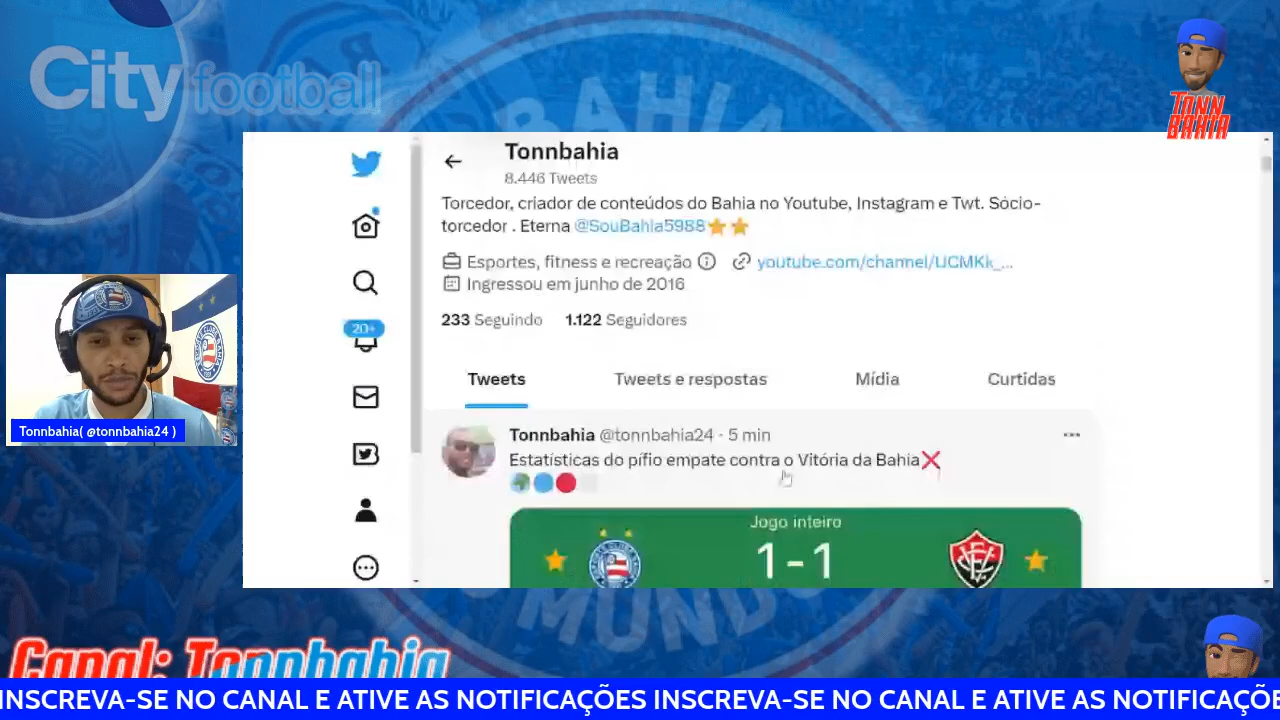 City football
BAHIA
TONN
BAHIA
Tonnbahia
8.446 Tweets
Torcedor, criador de conteúdos do Bahia no Youtube, Instagram e Twt. Sócio-
torcedor . Eterna @SouBahia5988⭐⭐
Esportes, fitness e recreação youtube.com/channel/UCMKk_...
Ingressou em junho de 2016
20+
233 Seguindo 1.122 Seguidores
Tweets Tweets e respostas Mídia Curtidas
Tonnbahia @tonnbahia24 · 5 min
Estatísticas do pífio empate contra o Vitória da Bahia❌
Jogo inteiro
1-1
Tonnbahia( @tonnbahia24 )
MUNDO
Canal: Tonnbahia
INSCREVA-SE NO CANAL E ATIVE AS NOTIFICAÇÕES INSCREVA-SE NO CANAL E ATIVE AS NOTIFICAÇÕE